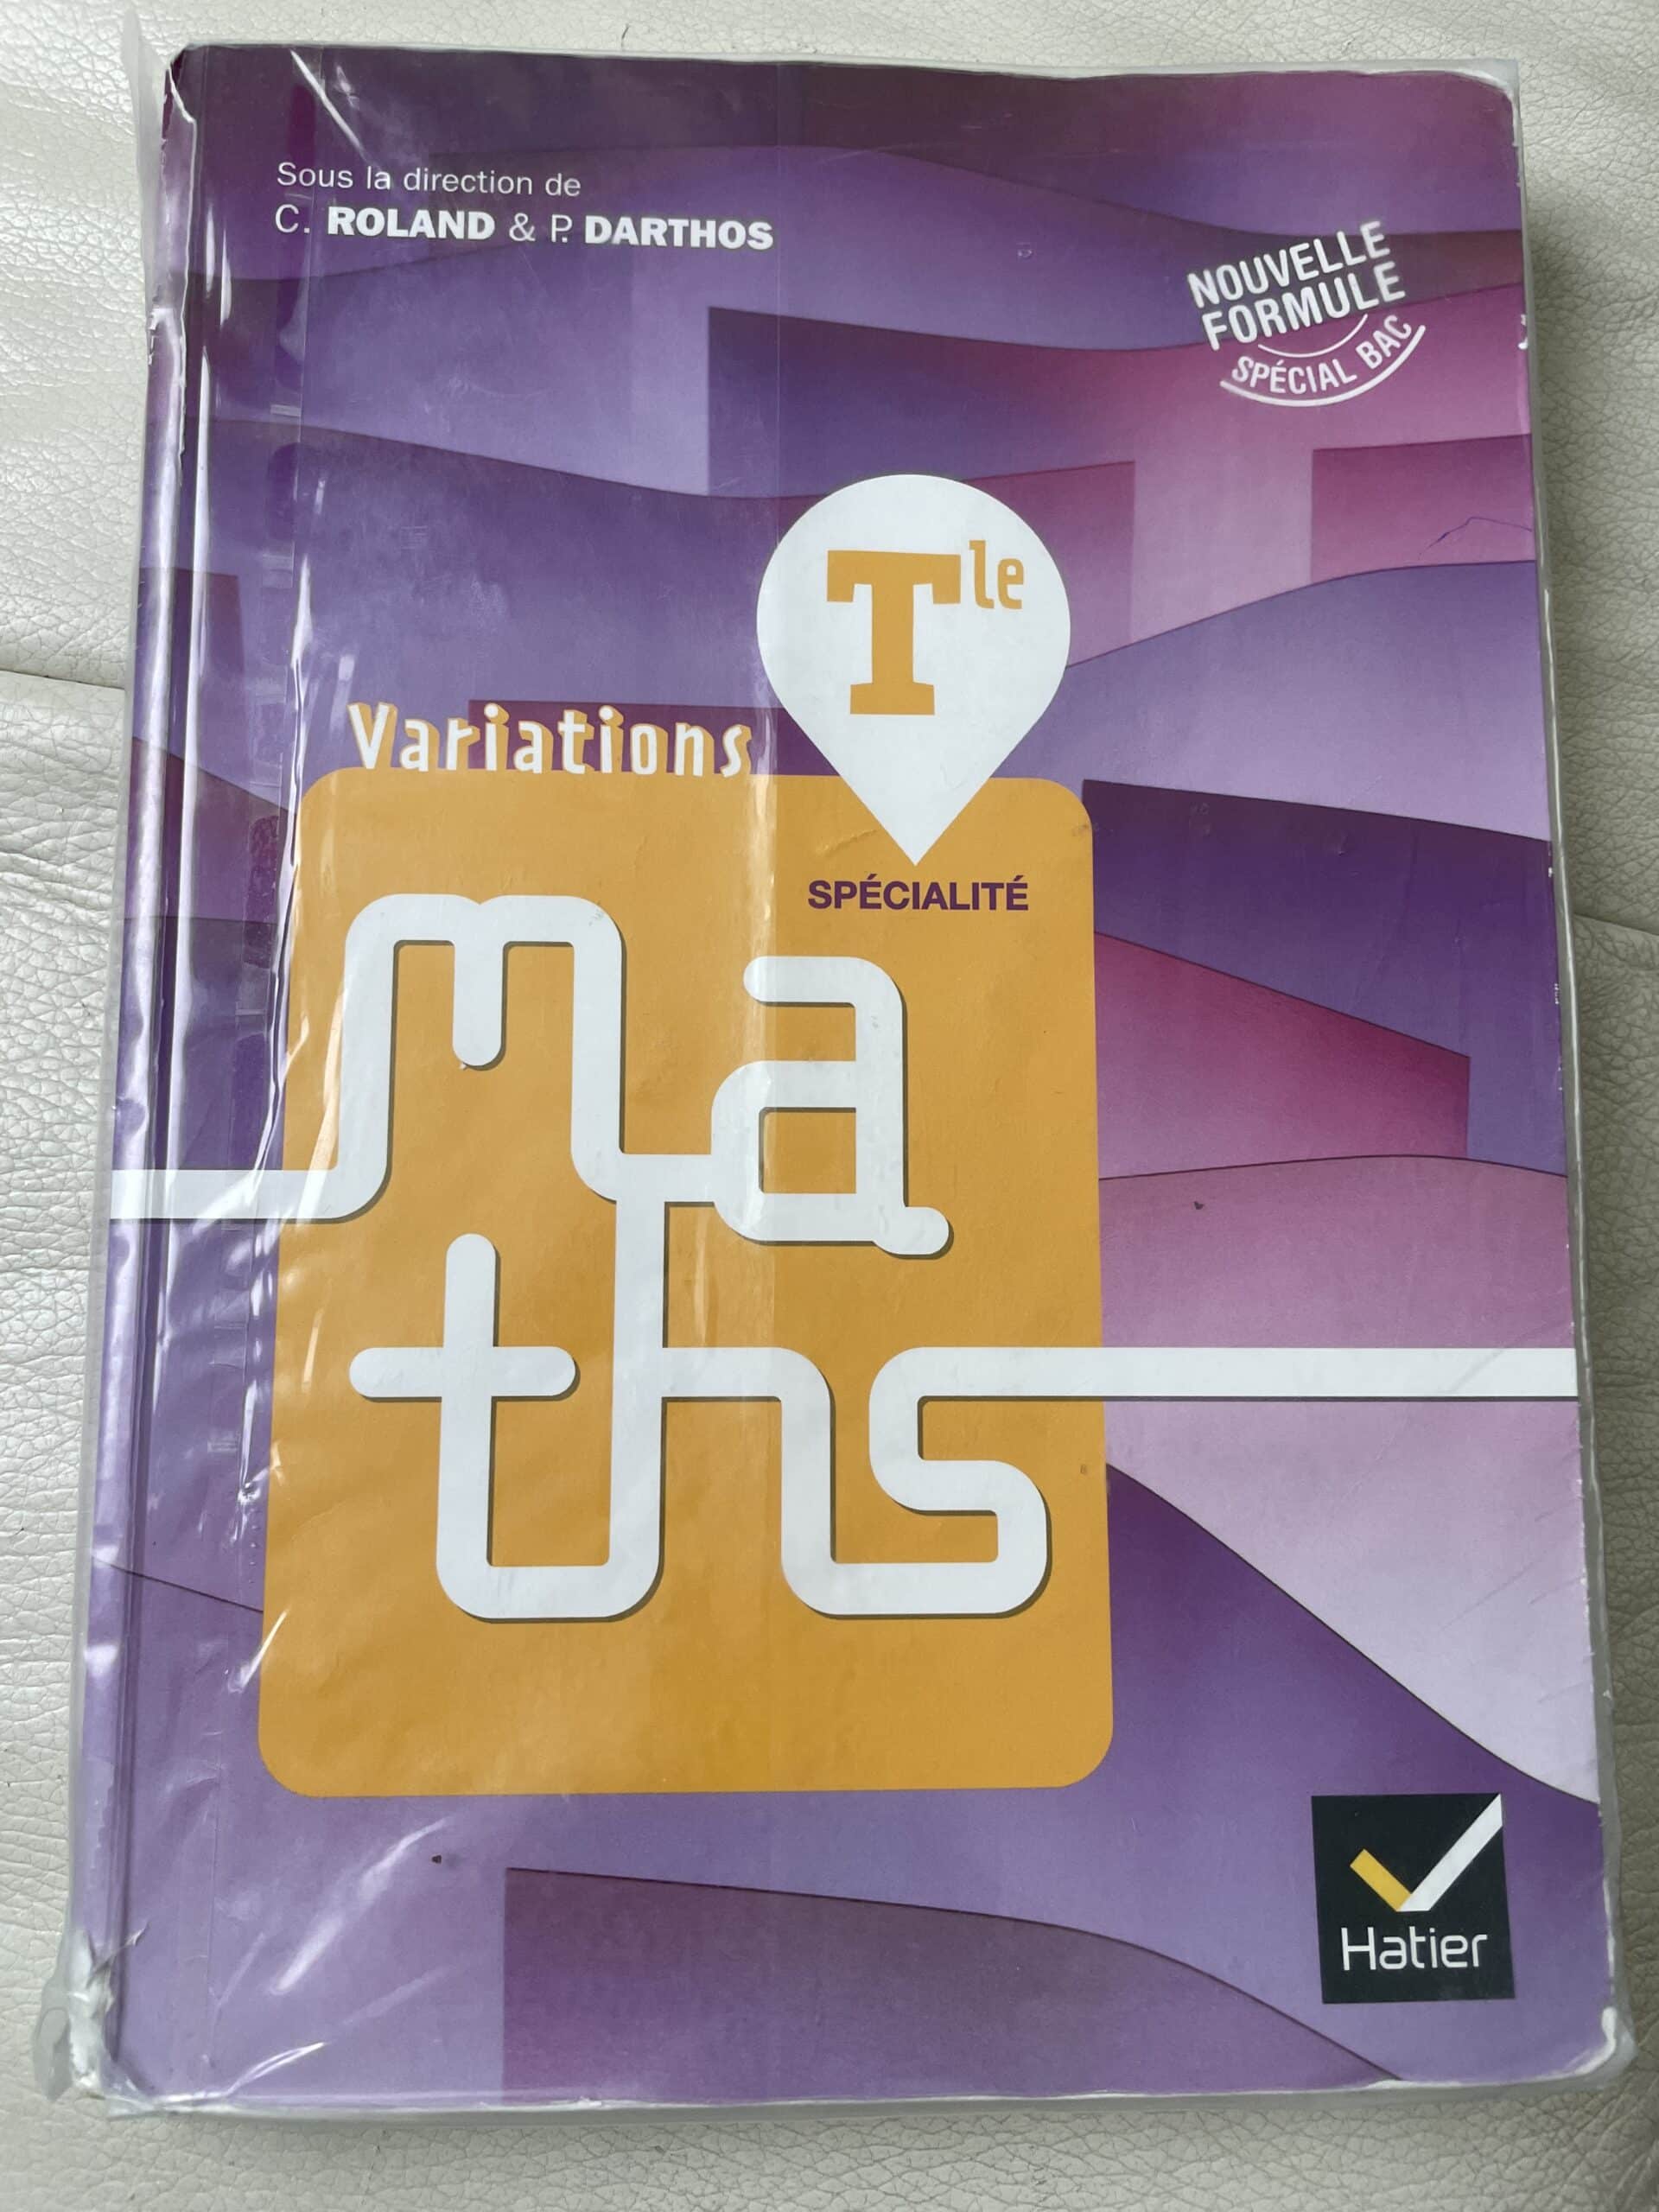 Sous la direction de
C. ROLAND & P. DARTHOS
NOUVELLE
FORMULE
SPÉCIAL BAC
Tle
Variations
SPÉCIALITÉ
ma
ths
Hatier